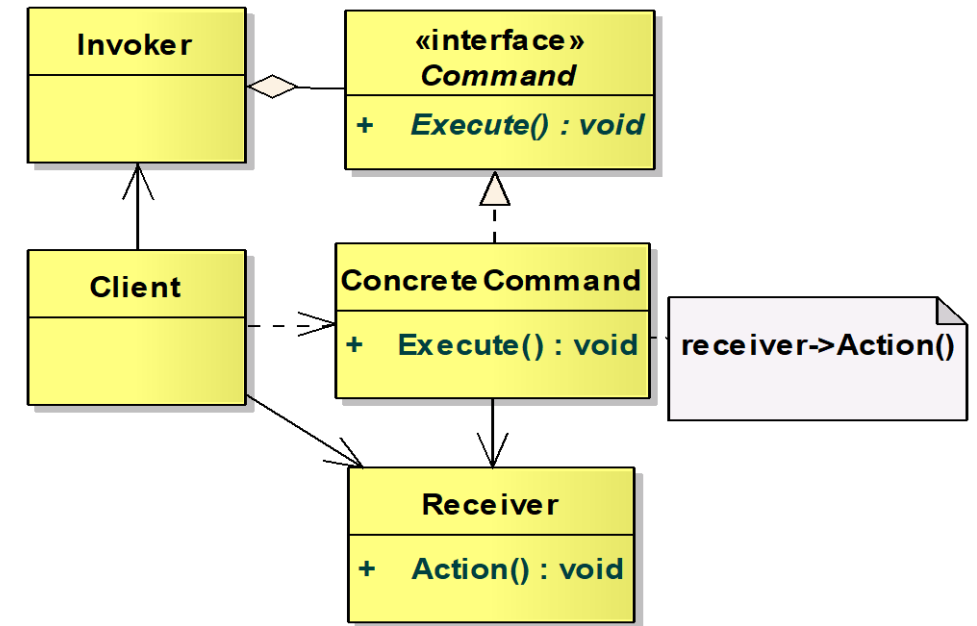 Invoker
«interface»
Command
+ Execute() : void
Client
Concrete Command
+ Execute() : void
receiver->Action()
Receiver
+ Action() : void